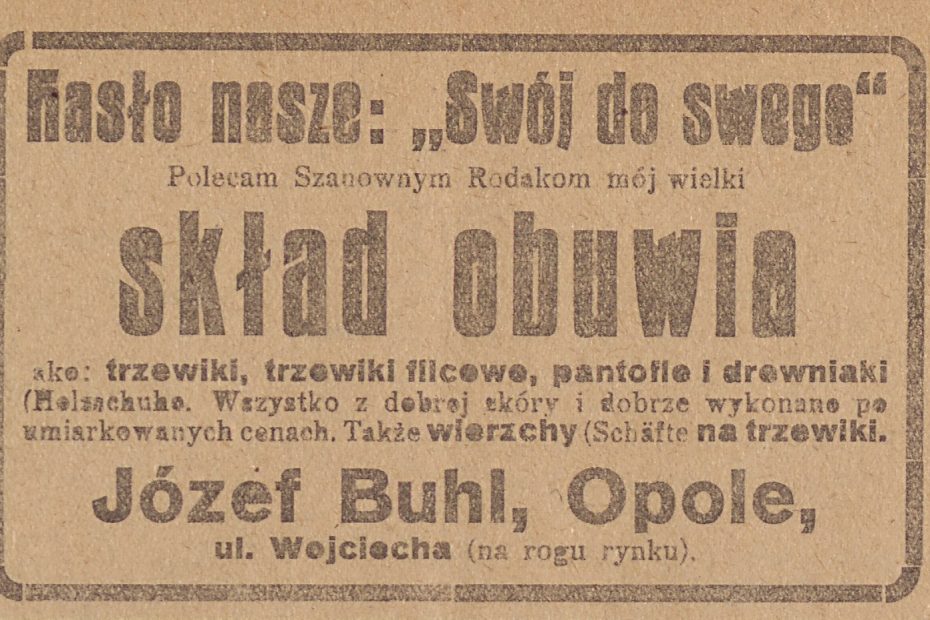 Hasło nasze: „Swój do swego“
Polecam Szanownym Rodakom mój wielki
skład obuwia
ako: trzewiki, trzewiki filcowe, pantofle i drewniaki
(Holsschuhe. Wszystko z dobrej skóry i dobrze wykonane po
umiarkowanych cenach. Także wierzchy (Schäfte na trzewiki.
Józef Buhl, Opole,
ul. Wojciecha (na rogu rynku).